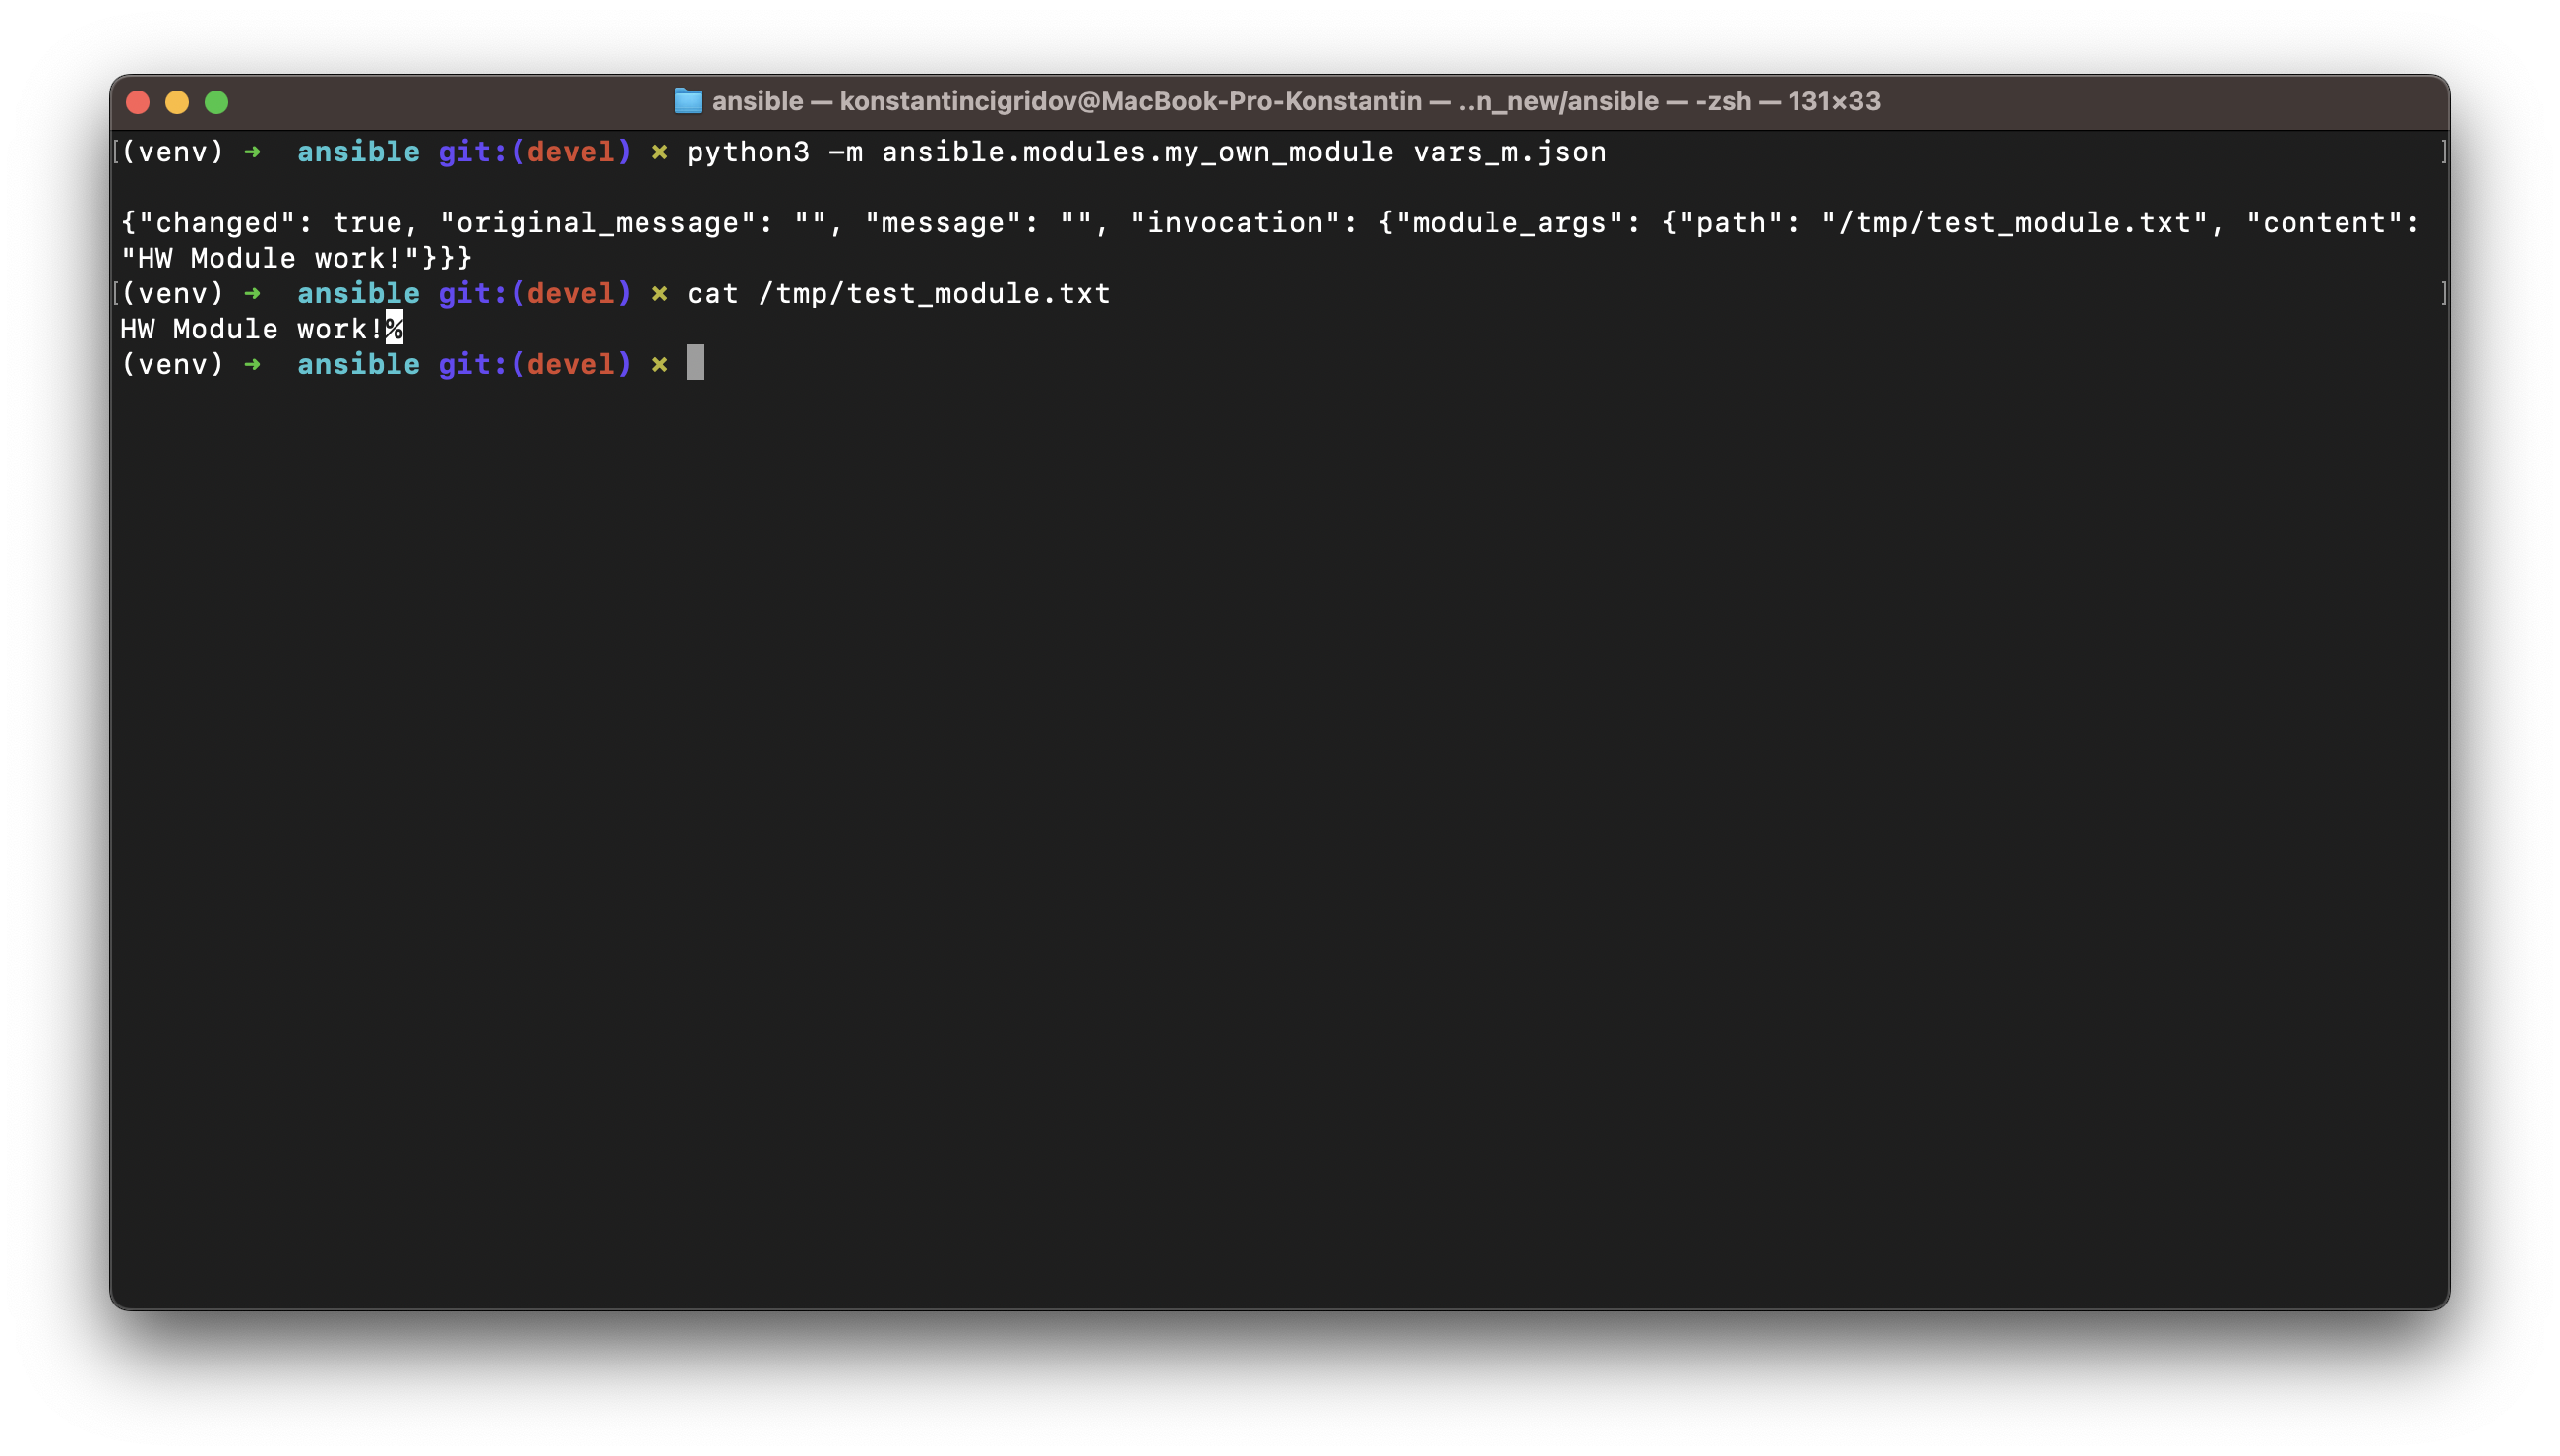 ansible — konstantincigridov@MacBook-Pro-Konstantin — ..n_new/ansible — -zsh — 131×33
[(venv) ➜  ansible git:(devel) ✗ python3 -m ansible.modules.my_own_module vars_m.json ]
{"changed": true, "original_message": "", "message": "", "invocation": {"module_args": {"path": "/tmp/test_module.txt", "content":
"HW Module work!"}}}
[(venv) ➜  ansible git:(devel) ✗ cat /tmp/test_module.txt ]
HW Module work!%
(venv) ➜  ansible git:(devel) ✗